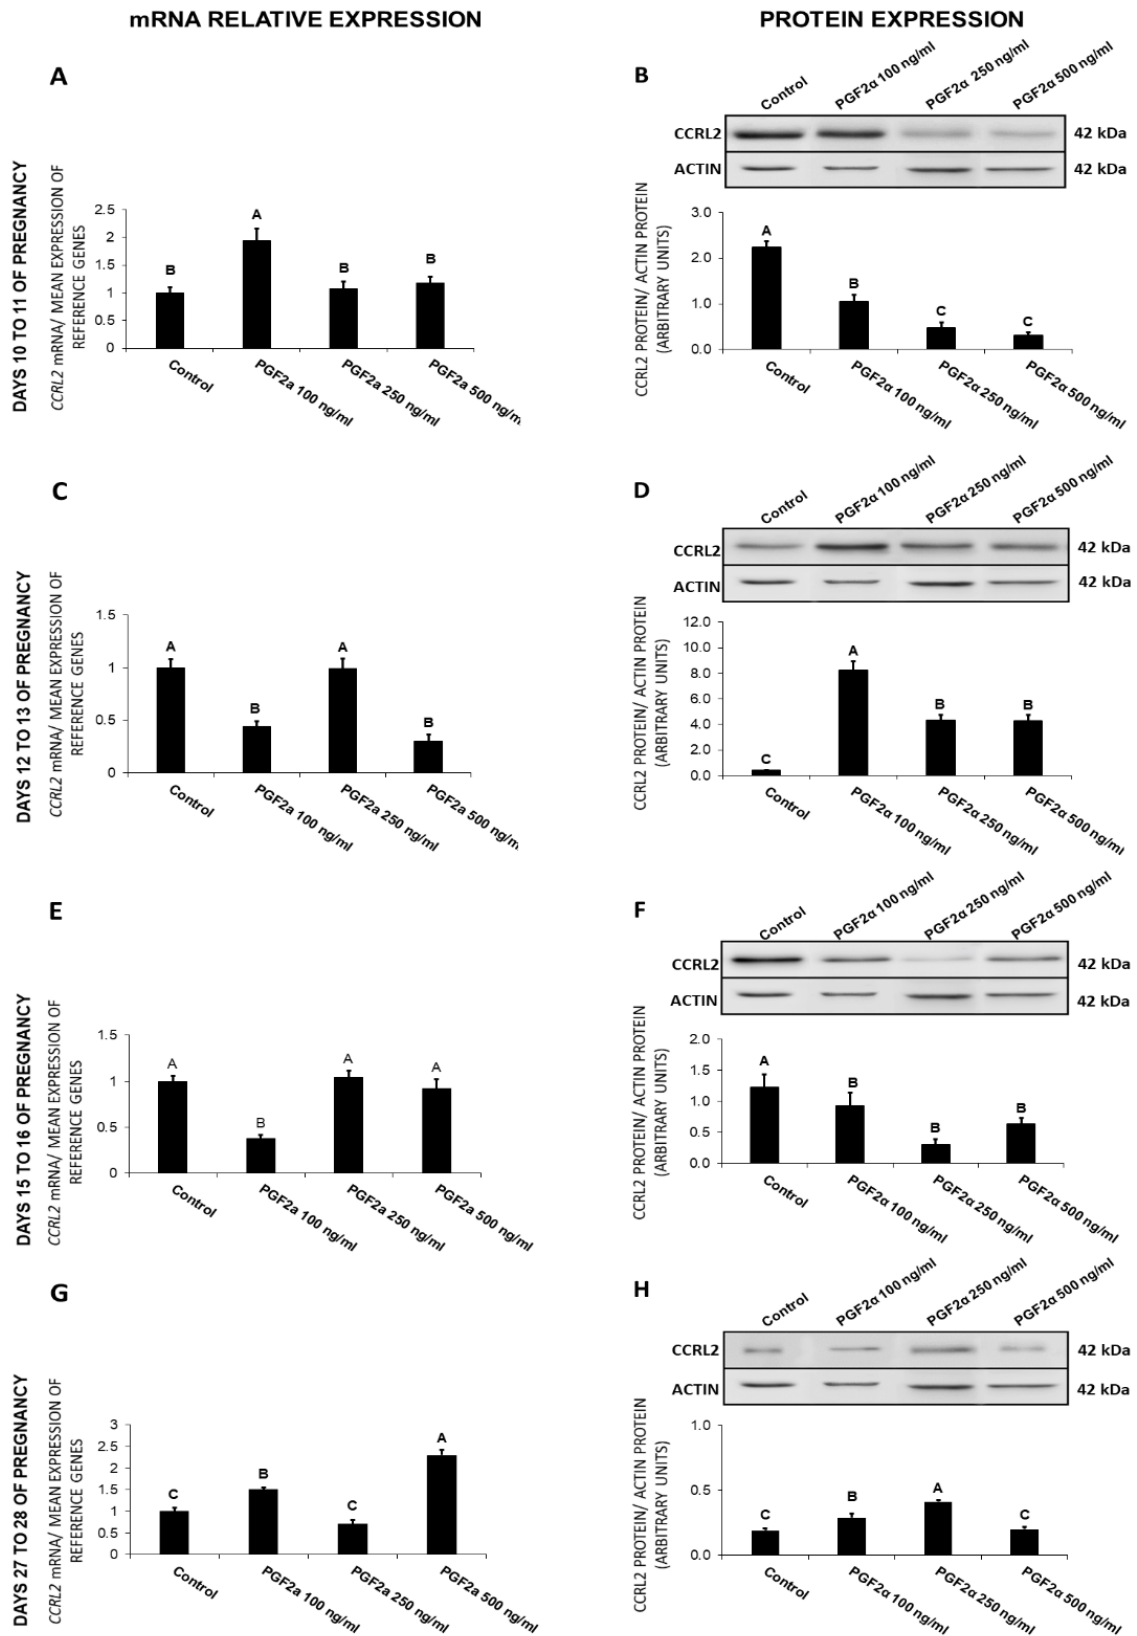 mRNA RELATIVE EXPRESSION
PROTEIN EXPRESSION
DAYS 10 TO 11 OF PREGNANCY
A
CCRL2 mRNA/ MEAN EXPRESSION OF
REFERENCE GENES
2.5
2
1.5
1
0.5
0
B
A
B
B
Control
PGF2a 100 ng/ml
PGF2a 250 ng/ml
PGF2a 500 ng/m
B
Control
PGF2α 100 ng/ml
PGF2α 250 ng/ml
PGF2α 500 ng/ml
CCRL2
42 kDa
ACTIN
42 kDa
CCRL2 PROTEIN/ ACTIN PROTEIN
(ARBITRARY UNITS)
3.0
2.0
1.0
0.0
A
B
C
C
Control
PGF2α 100 ng/ml
PGF2α 250 ng/ml
PGF2α 500 ng/ml
DAYS 12 TO 13 OF PREGNANCY
C
CCRL2 mRNA/ MEAN EXPRESSION OF
REFERENCE GENES
1.5
1
0.5
0
A
B
A
B
Control
PGF2a 100 ng/ml
PGF2a 250 ng/ml
PGF2a 500 ng/m
D
Control
PGF2α 100 ng/ml
PGF2α 250 ng/ml
PGF2α 500 ng/ml
CCRL2
42 kDa
ACTIN
42 kDa
CCRL2 PROTEIN/ ACTIN PROTEIN
(ARBITRARY UNITS)
12.0
10.0
8.0
6.0
4.0
2.0
0.0
C
A
B
B
Control
PGF2α 100 ng/ml
PGF2α 250 ng/ml
PGF2α 500 ng/ml
DAYS 15 TO 16 OF PREGNANCY
E
CCRL2 mRNA/ MEAN EXPRESSION OF
REFERENCE GENES
1.5
1
0.5
0
A
B
A
A
Control
PGF2a 100 ng/ml
PGF2a 250 ng/ml
PGF2a 500 ng/ml
F
Control
PGF2α 100 ng/ml
PGF2α 250 ng/ml
PGF2α 500 ng/ml
CCRL2
42 kDa
ACTIN
42 kDa
CCRL2 PROTEIN/ ACTIN PROTEIN
(ARBITRARY UNITS)
2.0
1.5
1.0
0.5
0.0
A
B
B
B
Control
PGF2α 100 ng/ml
PGF2α 250 ng/ml
PGF2α 500 ng/ml
DAYS 27 TO 28 OF PREGNANCY
G
CCRL2 mRNA/ MEAN EXPRESSION OF
REFERENCE GENES
3
2.5
2
1.5
1
0.5
0
C
B
C
A
Control
PGF2a 100 ng/ml
PGF2a 250 ng/ml
PGF2a 500 ng/ml
H
Control
PGF2α 100 ng/ml
PGF2α 250 ng/ml
PGF2α 500 ng/ml
CCRL2
42 kDa
ACTIN
42 kDa
CCRL2 PROTEIN/ ACTIN PROTEIN
(ARBITRARY UNITS)
1.0
0.5
0.0
C
B
A
C
Control
PGF2α 100 ng/ml
PGF2α 250 ng/ml
PGF2α 500 ng/ml